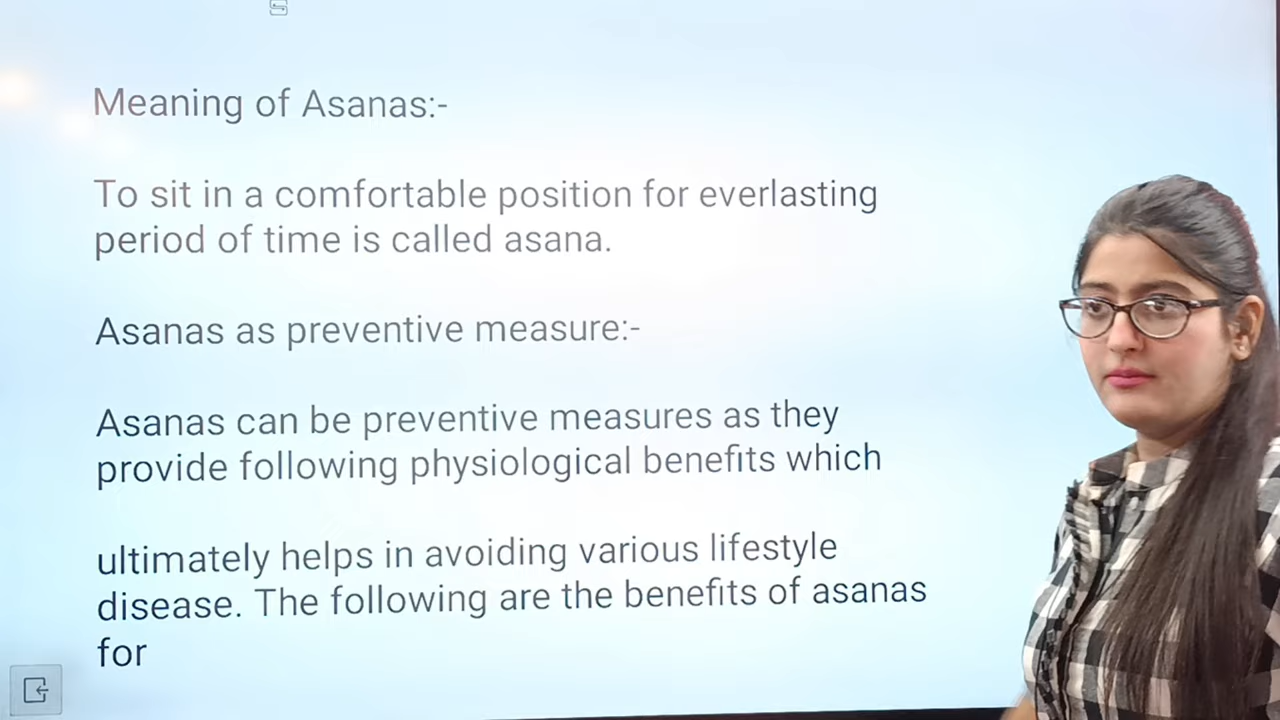 Meaning of Asanas:-
To sit in a comfortable position for everlasting
period of time is called asana.
Asanas as preventive measure:-
Asanas can be preventive measures as they
provide following physiological benefits which
ultimately helps in avoiding various lifestyle
disease. The following are the benefits of asanas
for